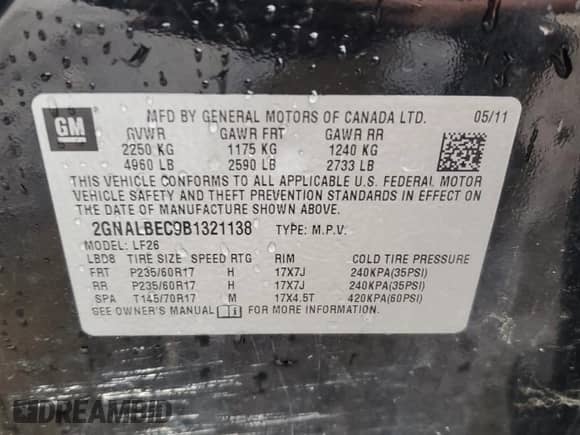 GM
MFD BY GENERAL MOTORS OF CANADA LTD. 05/11
GVWR GAWR FRT GAWR RR
2250 KG 1175 KG 1240 KG
4960 LB 2590 LB 2733 LB
THIS VEHICLE CONFORMS TO ALL APPLICABLE U.S. FEDERAL MOTOR
VEHICLE SAFETY AND THEFT PREVENTION STANDARDS IN EFFECT ON
THE DATE OF MANUFACTURE SHOWN ABOVE.
2GNALBEC9B1321138 TYPE: M.P.V.
MODEL: LF26
LBD8 TIRE SIZE SPEED RTG RIM COLD TIRE PRESSURE
FRT P235/60R17 H 17X7J 240KPA(35PSI)
RR P235/60R17 H 17X7J 240KPA(35PSI)
SPA T145/70R17 M 17X4.5T 420KPA(60PSI)
SEE OWNER'S MANUAL FOR MORE INFORMATION.
DREAMBID